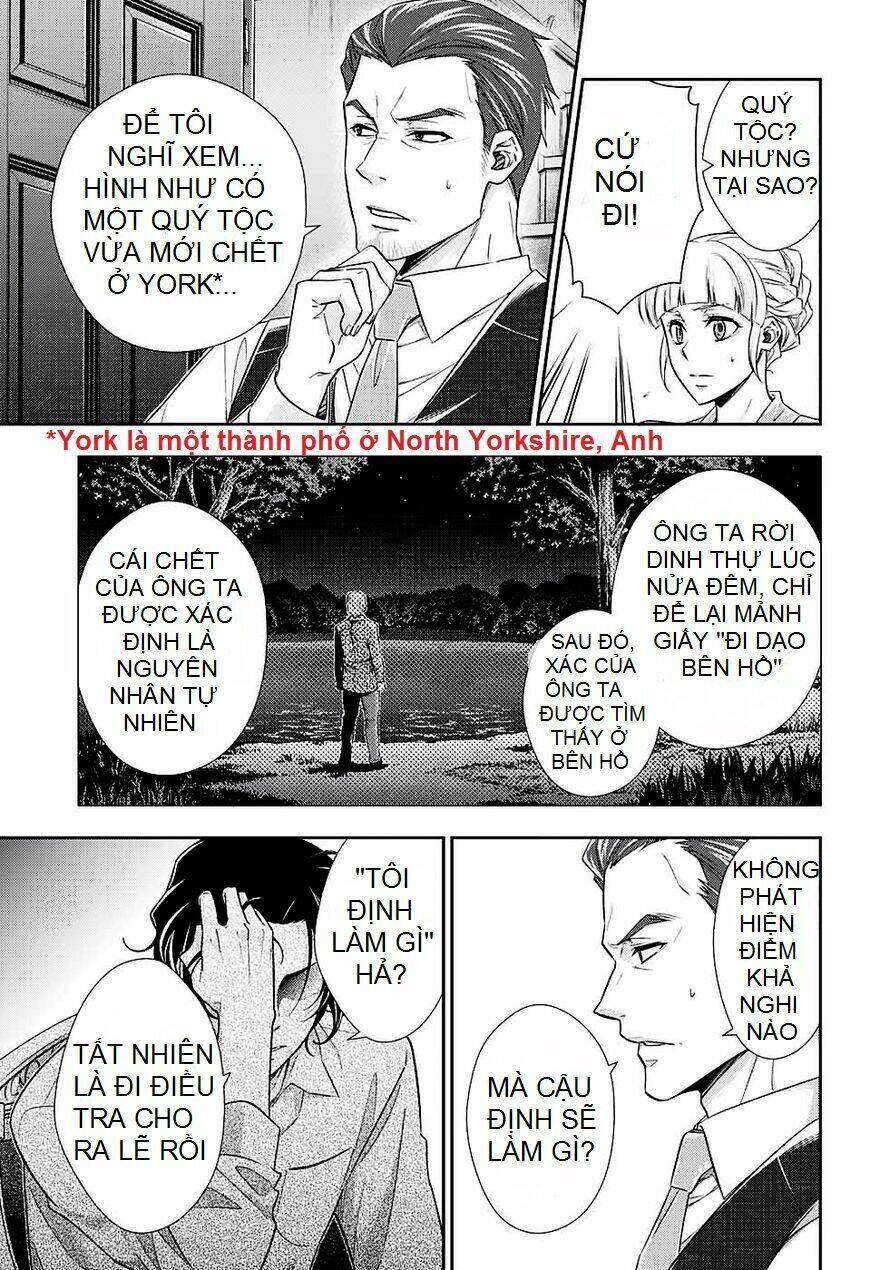 QUÝ
TỘC?
NHƯNG
TẠI SAO?
CỨ
NÓI
ĐI!
ĐỂ TÔI
NGHĨ XEM...
HÌNH NHƯ CÓ
MỘT QUÝ TỘC
VỪA MỚI CHẾT
Ở YORK*...
*York là một thành phố ở North Yorkshire, Anh
ÔNG TA RỜI
DINH THỰ LÚC
NỬA ĐÊM, CHỈ
ĐỂ LẠI MẢNH
GIẤY "ĐI DẠO
BÊN HỒ"
SAU ĐÓ,
XÁC CỦA
ÔNG TA
ĐƯỢC TÌM
THẤY Ở
BÊN HỒ
CÁI CHẾT
CỦA ÔNG TA
ĐƯỢC XÁC
ĐỊNH LÀ
NGUYÊN
NHÂN TỰ
NHIÊN
KHÔNG
PHÁT
HIỆN
ĐIỂM
KHẢ
NGHI
NÀO
MÀ CẬU
ĐỊNH SẼ
LÀM GÌ?
"TÔI
ĐỊNH
LÀM GÌ"
HẢ?
TẤT NHIÊN
LÀ ĐI ĐIỀU
TRA CHO
RA LẼ RỒI